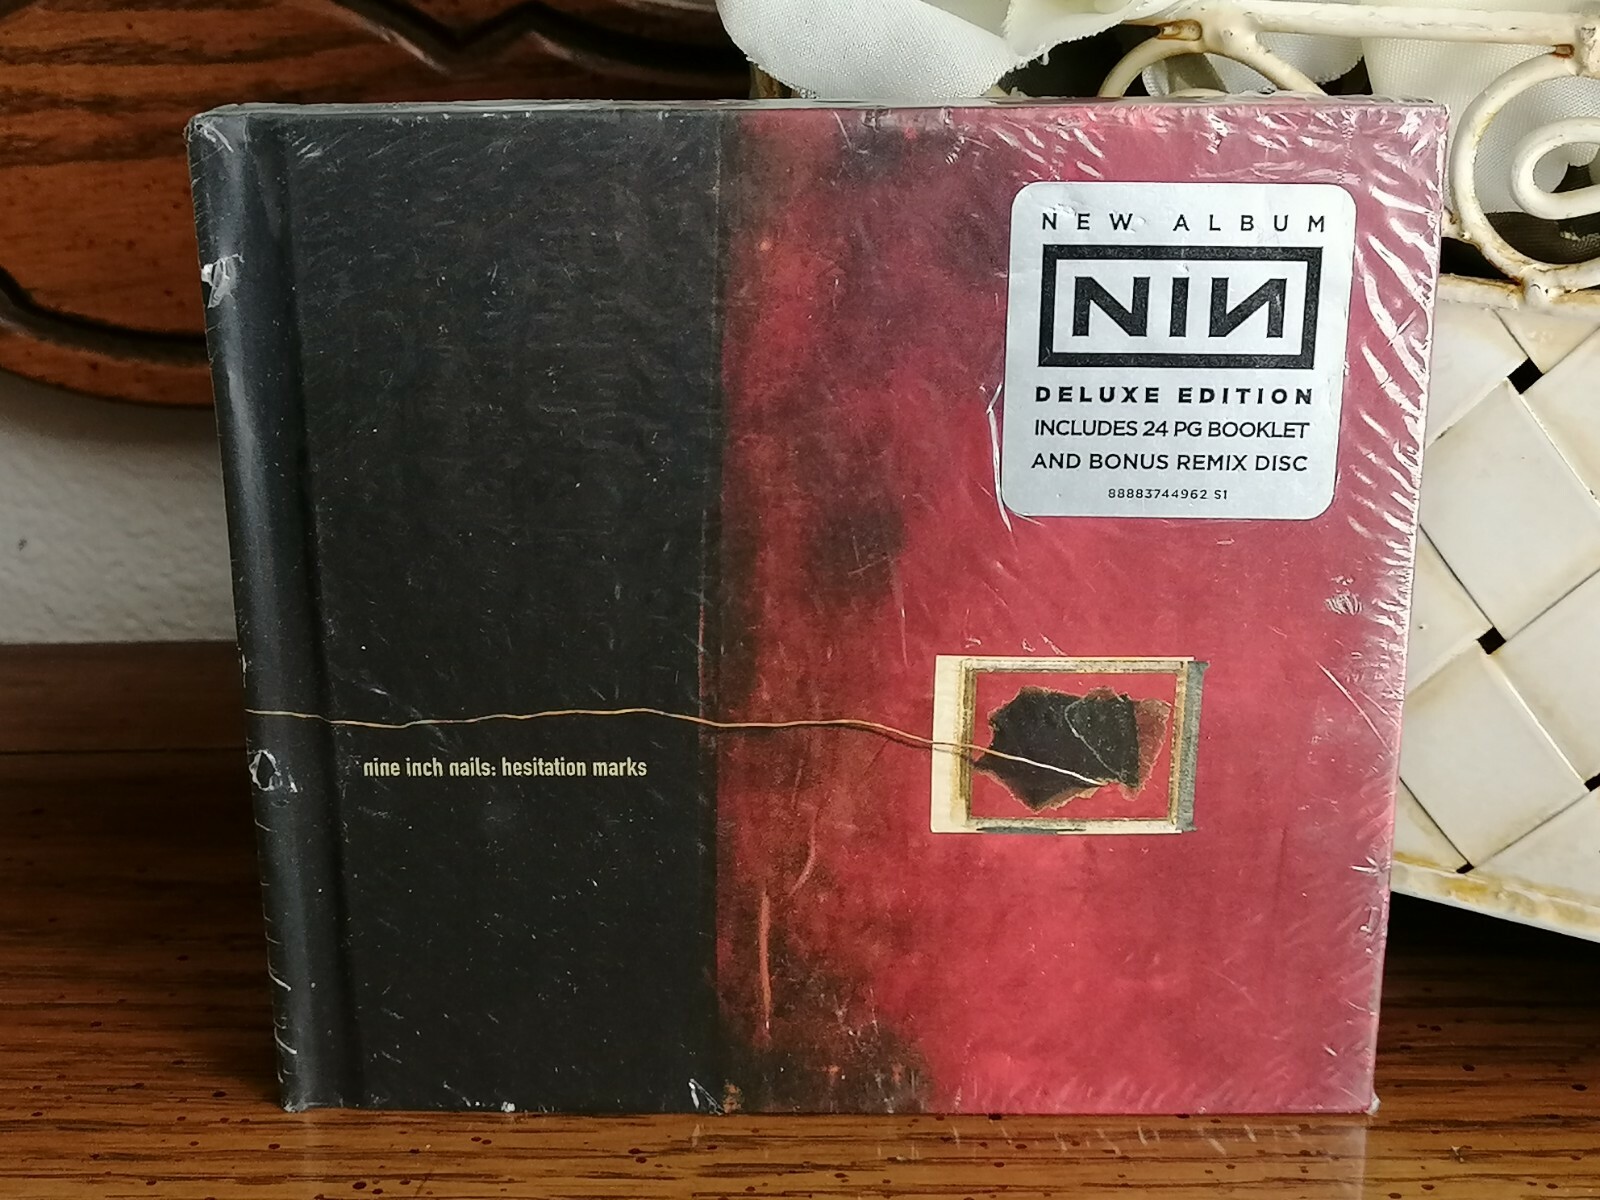 NEW ALBUM
NIИ
DELUXE EDITION
INCLUDES 24 PG BOOKLET
AND BONUS REMIX DISC
88883744962 S1
nine inch nails: hesitation marks